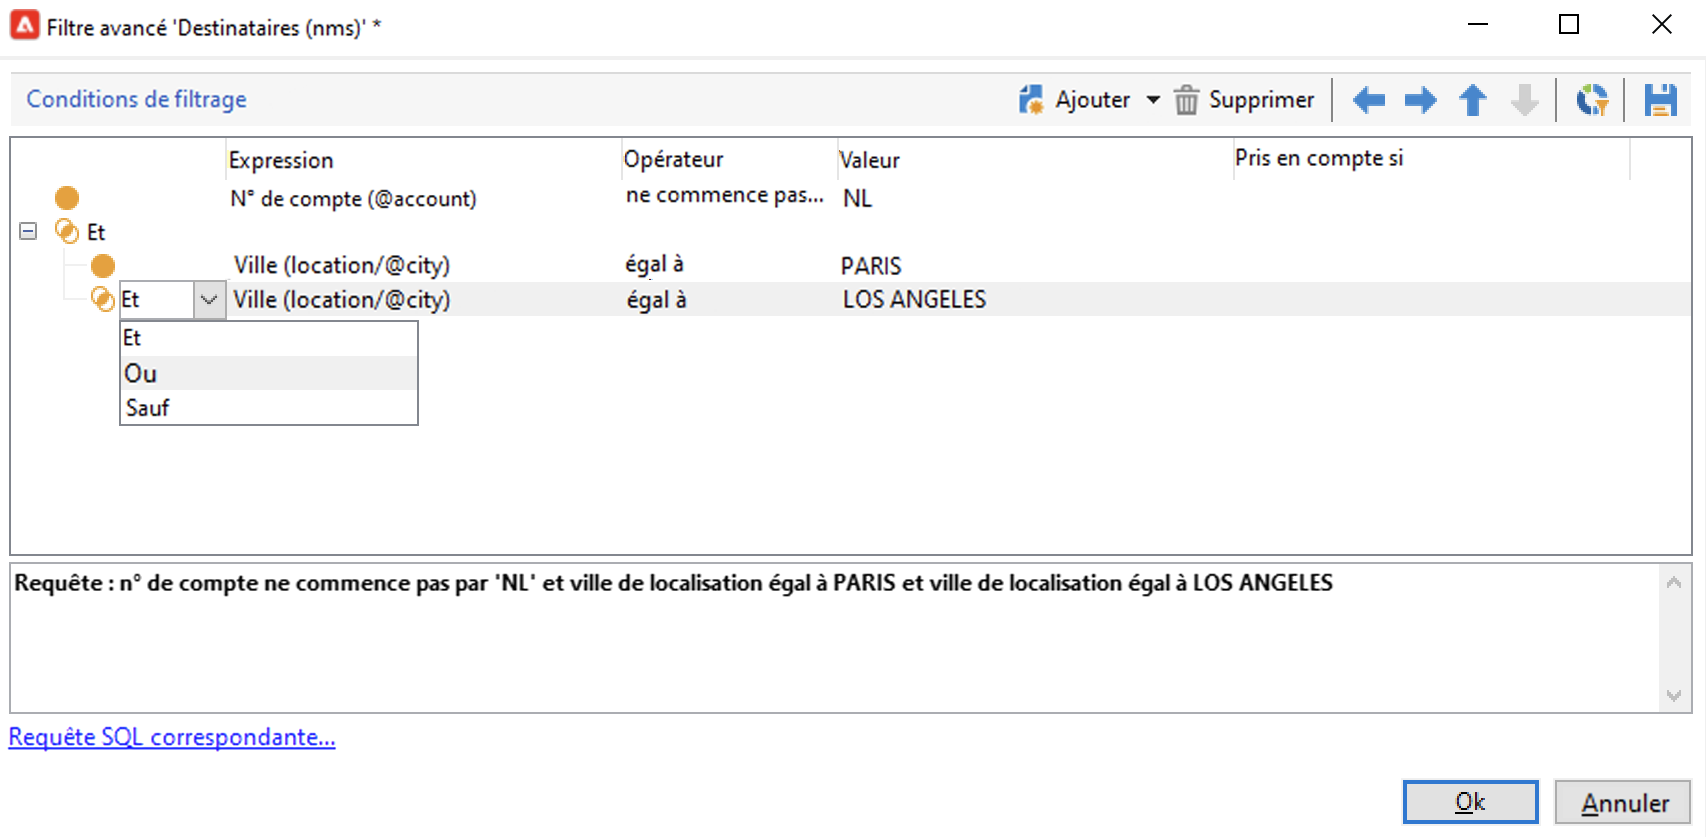 Filtre avancé 'Destinataires (nms)' *
Conditions de filtrage Ajouter Supprimer
Expression Opérateur Valeur Pris en compte si
N° de compte (@account) ne commence pas... NL
Et
Ville (location/@city) égal à PARIS
Et Ville (location/@city) égal à LOS ANGELES
Et
Ou
Sauf
Requête : n° de compte ne commence pas par 'NL' et ville de localisation égal à PARIS et ville de localisation égal à LOS ANGELES
Requête SQL correspondante...
Ok Annuler